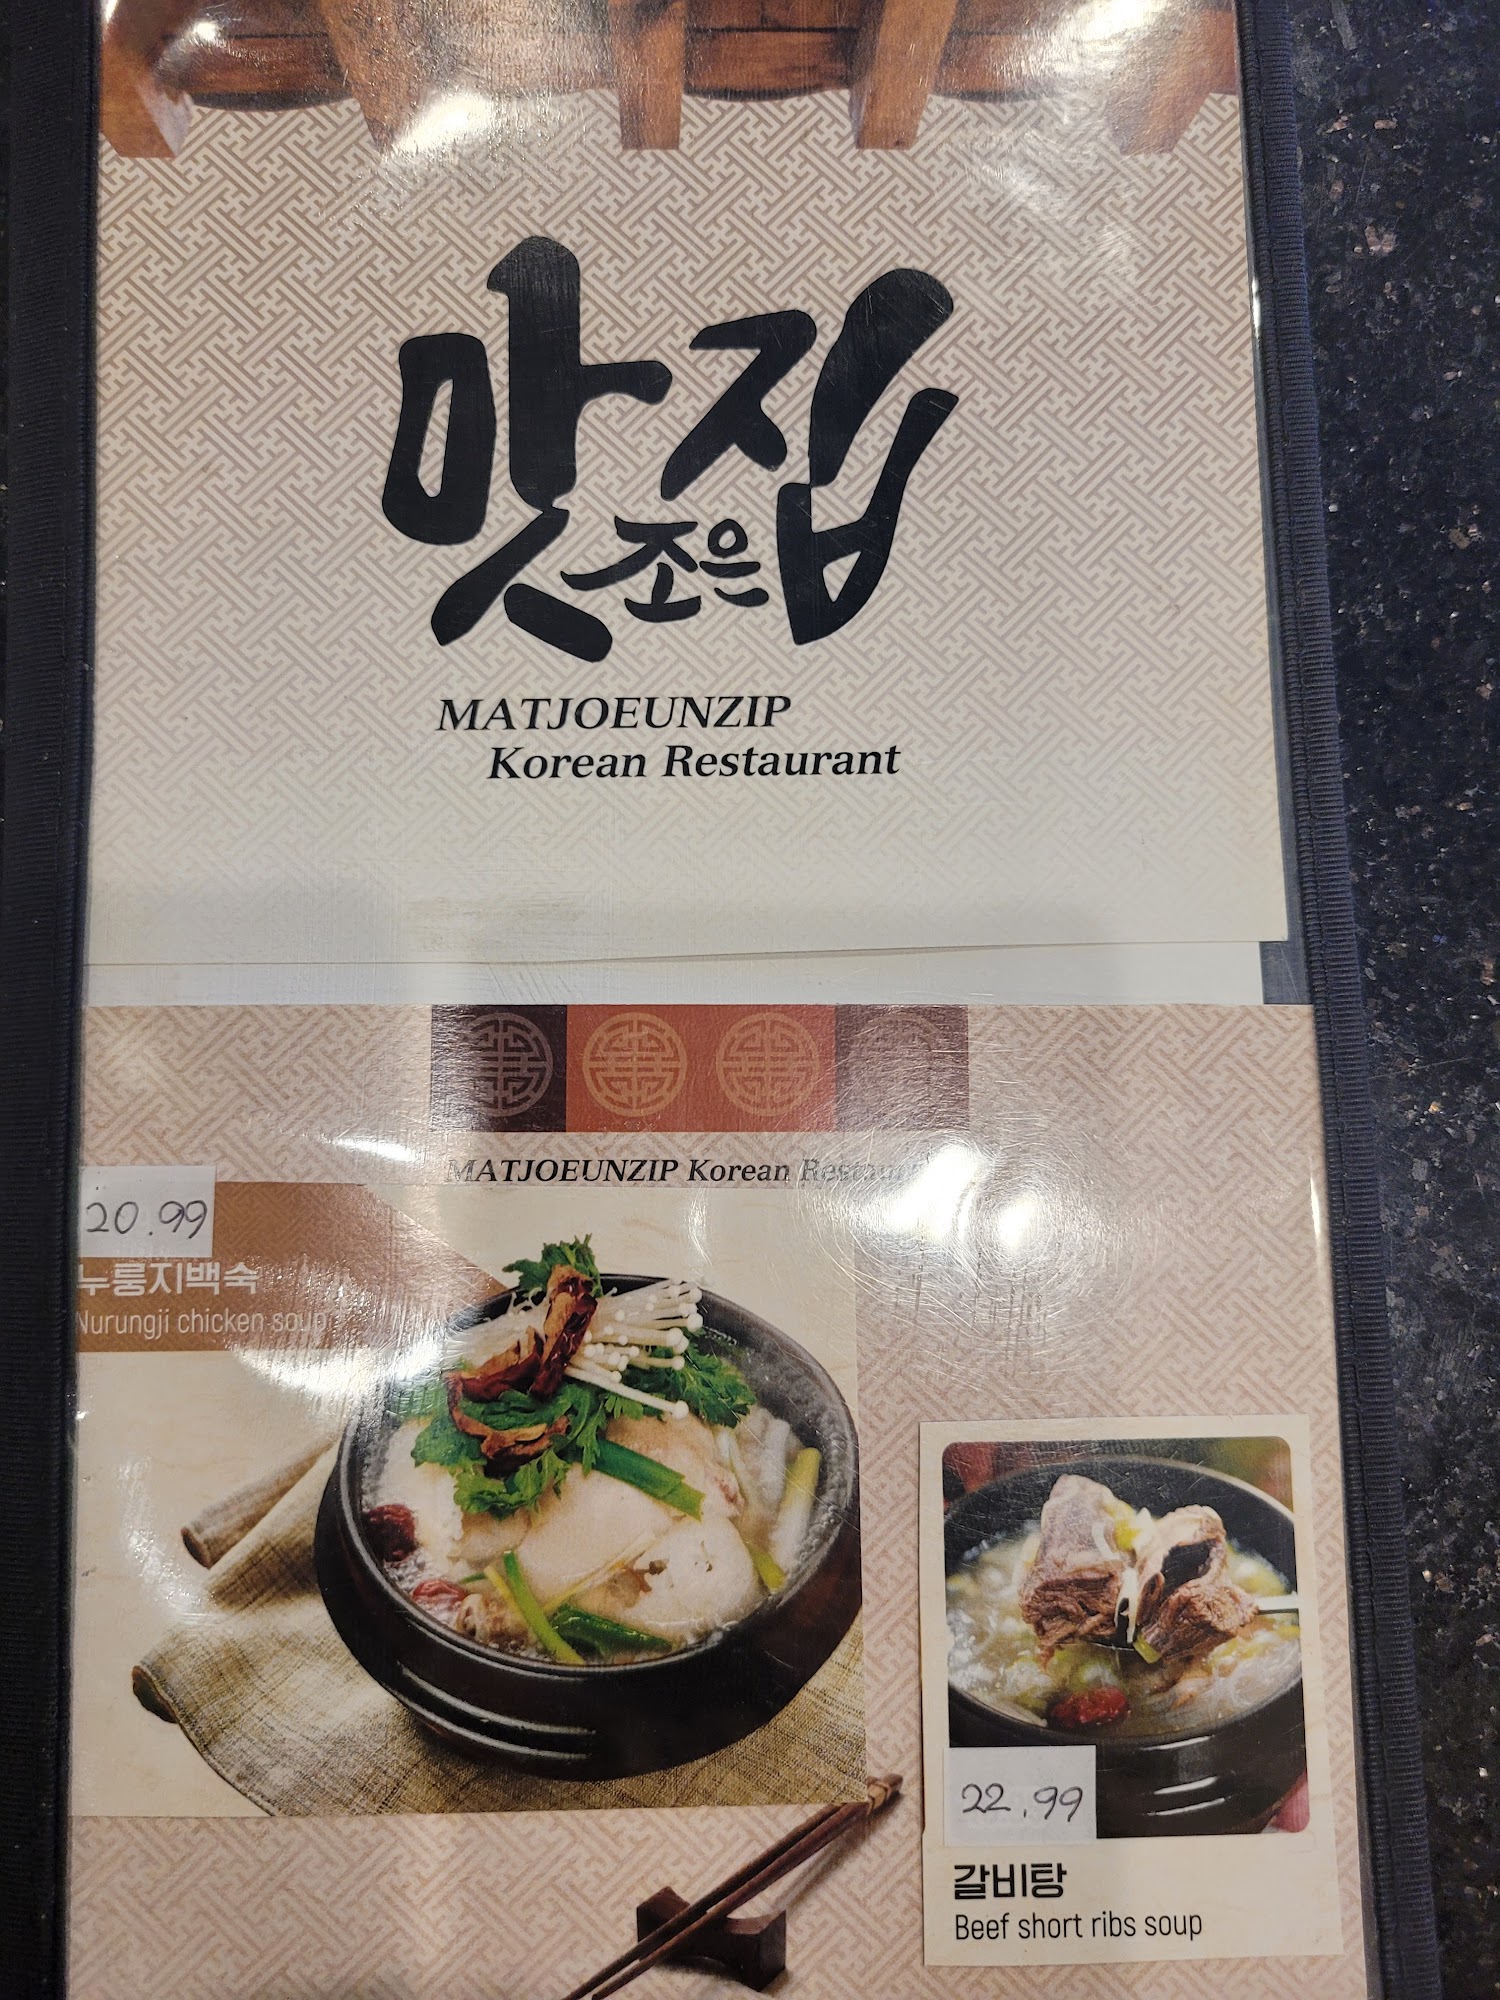 맛조은집
MATJOEUNZIP
Korean Restaurant
MATJOEUNZIP Korean Restaurant
20.99
누룽지백숙
Nurungji chicken soup
22.99
갈비탕
Beef short ribs soup